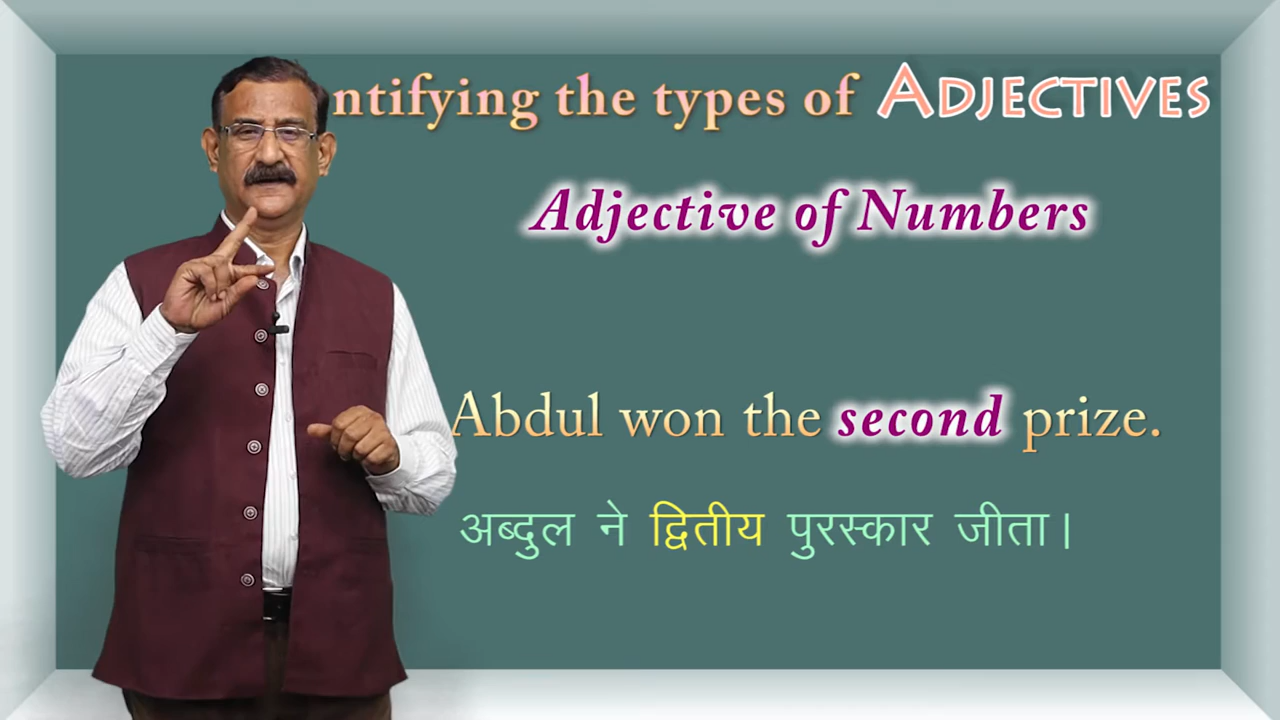 ntifying the types of ADJECTIVES
Adjective of Numbers
Abdul won the second prize.
अब्दुल ने द्वितीय पुरस्कार जीता।